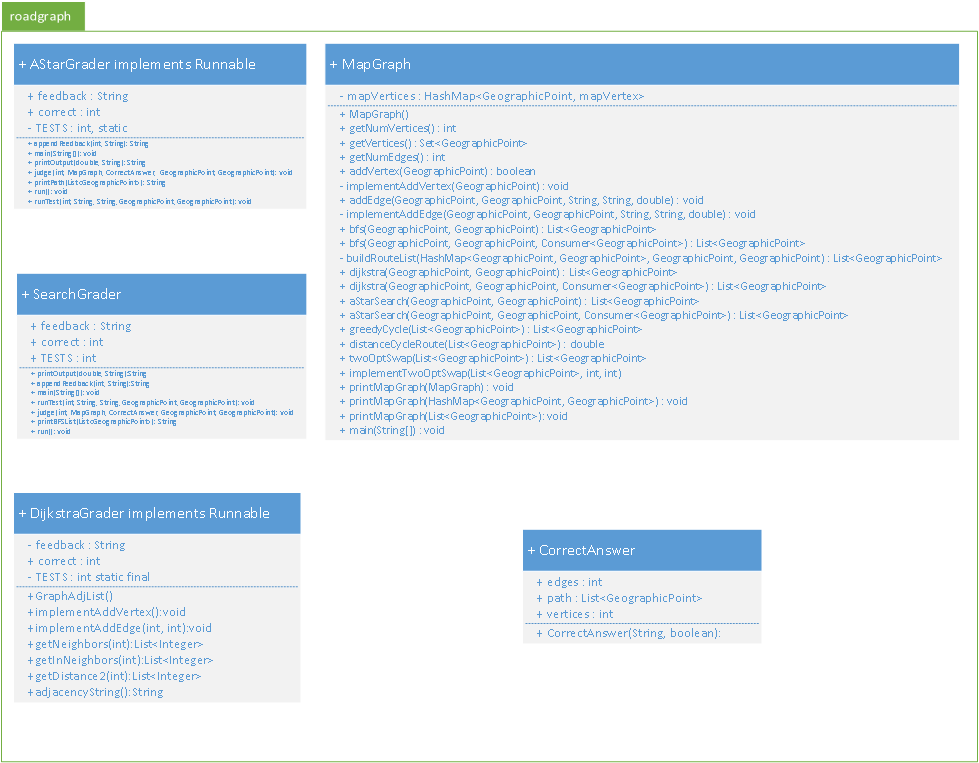 roadgraph
+ AStarGrader implements Runnable
+ feedback : String
+ correct : int
- TESTS : int, static
+ appendFeedback(int, String): String
+ main(String[]): void
+ printOutput(double, String): String
+ judge(int, MapGraph, CorrectAnswer, GeographicPoint, GeographicPoint): void
+ printPath(List<GeographicPoint>): String
+ run(): void
+ runTest(int, String, String, GeographicPoint, GeographicPoint): void
+ SearchGrader
+ feedback : String
+ correct : int
+ TESTS : int
+ printOutput(double, String):String
+ appendFeedback(int, String):String
+ main(String[]): void
+ runTest(int, String, String, GeographicPoint, GeographicPoint): void
+ judge(int, MapGraph, CorrectAnswer, GeographicPoint, GeographicPoint): void
+ printBFSList(List<GeographicPoint>): String
+ run(): void
+ DijkstraGrader implements Runnable
- feedback : String
+ correct : int
- TESTS : int static final
+GraphAdjList()
+implementAddVertex():void
+implementAddEdge(int, int):void
+getNeighbors(int):List<Integer>
+getInNeighbors(int):List<Integer>
+getDistance2(int):List<Integer>
+adjacencyString():String
+ MapGraph
- mapVertices : HashMap<GeographicPoint, mapVertex>
+ MapGraph()
+ getNumVertices() : int
+ getVertices() : Set<GeographicPoint>
+ getNumEdges() : int
+ addVertex(GeographicPoint) : boolean
- implementAddVertex(GeographicPoint) : void
+ addEdge(GeographicPoint, GeographicPoint, String, String, double) : void
- implementAddEdge(GeographicPoint, GeographicPoint, String, String, double) : void
+ bfs(GeographicPoint, GeographicPoint) : List<GeographicPoint>
+ bfs(GeographicPoint, GeographicPoint, Consumer<GeographicPoint>) : List<GeographicPoint>
- buildRouteList(HashMap<GeographicPoint, GeographicPoint>, GeographicPoint, GeographicPoint) : List<GeographicPoint>
+ dijkstra(GeographicPoint, GeographicPoint) : List<GeographicPoint>
+ dijkstra(GeographicPoint, GeographicPoint, Consumer<GeographicPoint>) : List<GeographicPoint>
+ aStarSearch(GeographicPoint, GeographicPoint) : List<GeographicPoint>
+ aStarSearch(GeographicPoint, GeographicPoint, Consumer<GeographicPoint>) : List<GeographicPoint>
+ greedyCycle(List<GeographicPoint>) : List<GeographicPoint>
+ distanceCycleRoute(List<GeographicPoint>) : double
+ twoOptSwap(List<GeographicPoint>) : List<GeographicPoint>
+ implementTwoOptSwap(List<GeographicPoint>, int, int)
+ printMapGraph(MapGraph) : void
+ printMapGraph(HashMap<GeographicPoint, GeographicPoint>) : void
+ printMapGraph(List<GeographicPoint>): void
+ main(String[]) : void
+ CorrectAnswer
+ edges : int
+ path : List<GeographicPoint>
+ vertices : int
+ CorrectAnswer(String, boolean):